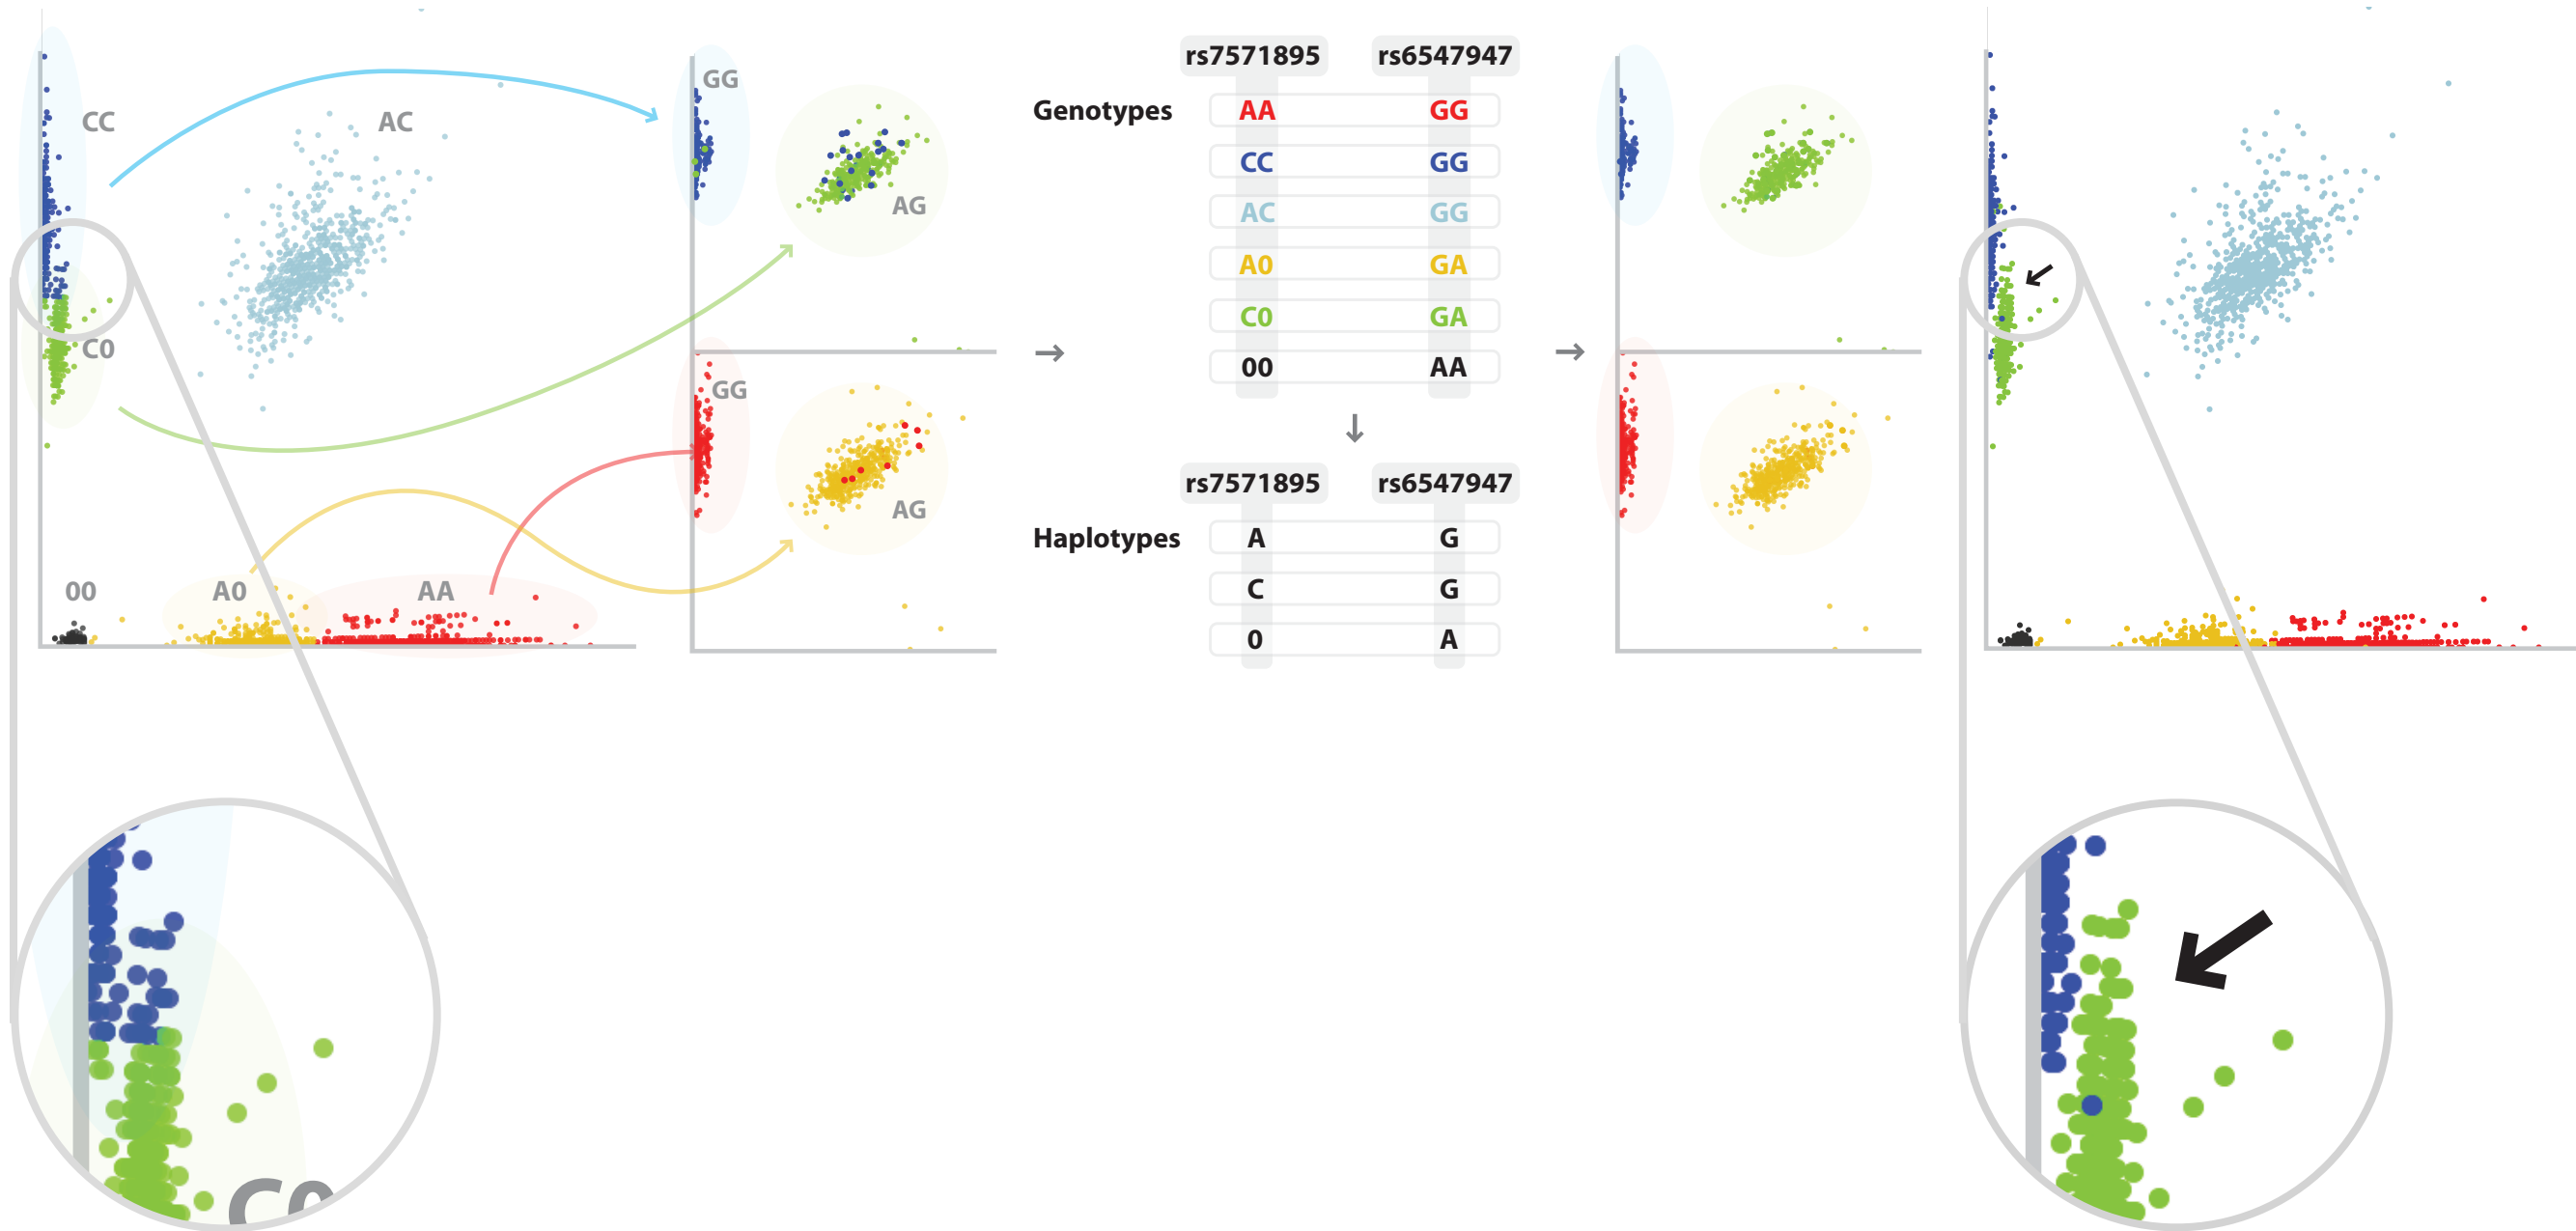 CC
AC
C0
00
A0
AA
GG
AG
GG
AG
rs7571895 rs6547947
Genotypes AA GG
CC GG
AC GG
A0 GA
C0 GA
00 AA
rs7571895 rs6547947
Haplotypes A G
C G
0 A
C0